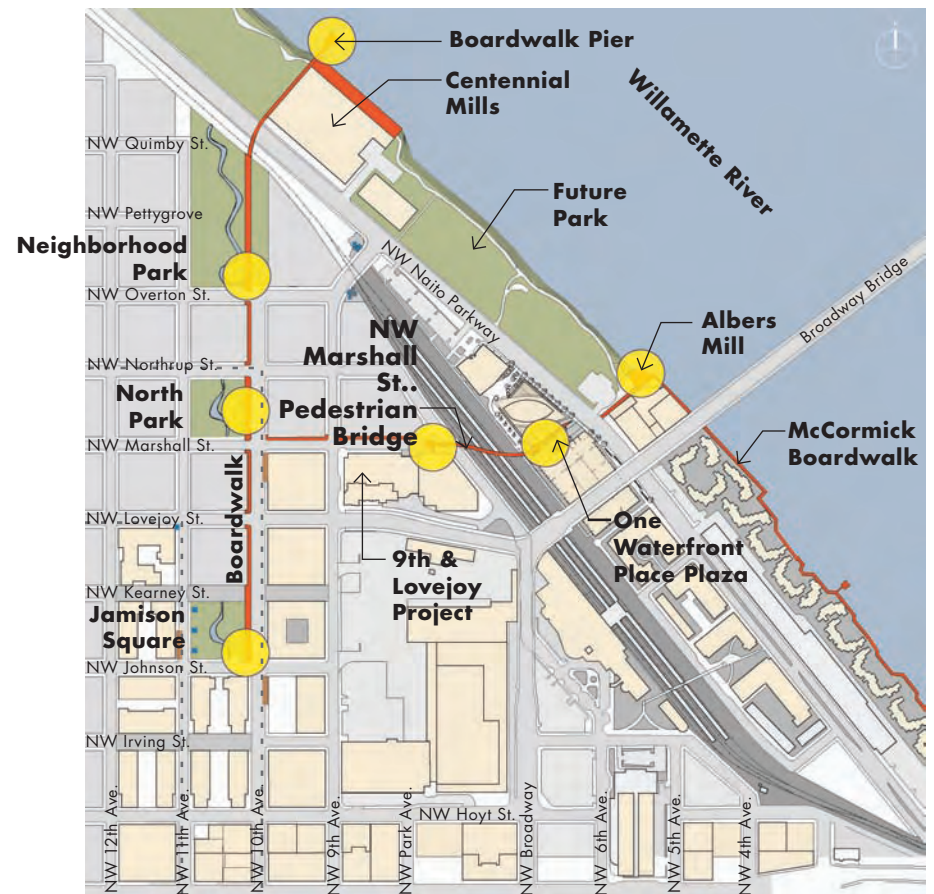 Boardwalk Pier
Centennial
Mills
Willamette River
NW Quimby St.
NW Pettygrove
Future
Park
Neighborhood
Park
NW Overton St.
NW Naito Parkway
Broadway Bridge
Albers
Mill
NW
Marshall
St..
Pedestrian
Bridge
NW Northrup St.
North
Park
NW Marshall St.
McCormick
Boardwalk
Boardwalk
NW Lovejoy St.
One
Waterfront
Place Plaza
9th &
Lovejoy
Project
NW Kearney St.
Jamison
Square
NW Johnson St.
NW Irving St.
NW Hoyt St.
NW 12th Ave.
NW 11th Ave.
NW 10th Ave.
NW 9th Ave.
NW Park Ave.
NW Broadway
NW 6th Ave.
NW 5th Ave.
NW 4th Ave.